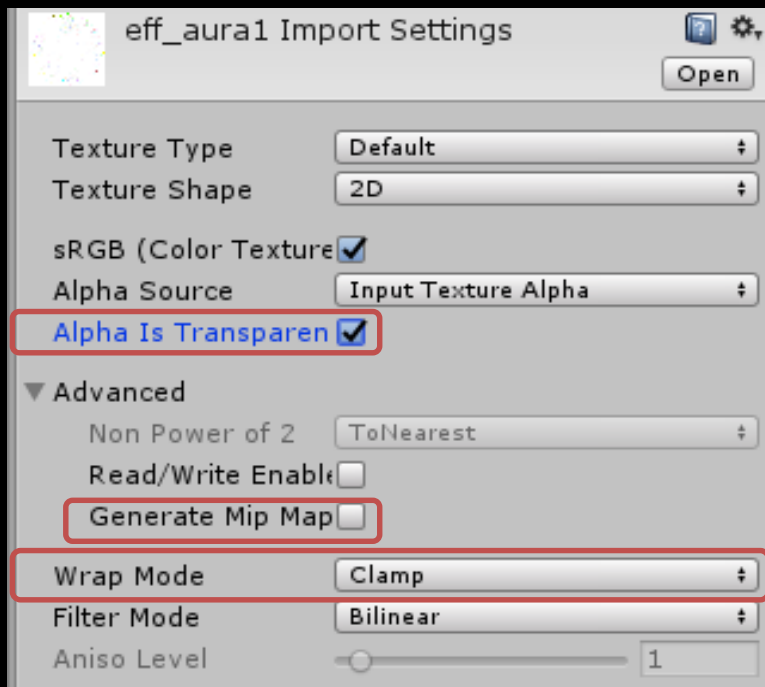 eff_aura1 Import Settings
Open
Texture Type Default
Texture Shape 2D
sRGB (Color Texture
Alpha Source Input Texture Alpha
Alpha Is Transparen
Advanced
Non Power of 2 ToNearest
Read/Write Enable
Generate Mip Map
Wrap Mode Clamp
Filter Mode Bilinear
Aniso Level 1